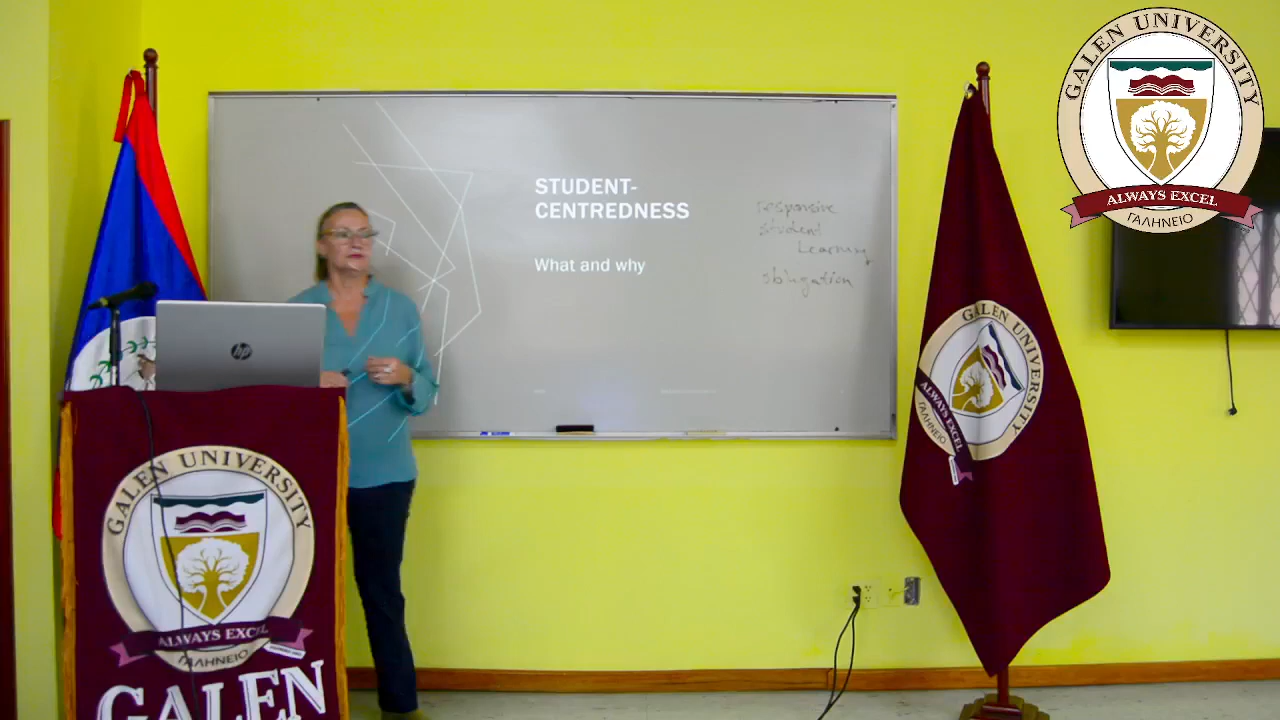 GALEN UNIVERSITY
ALWAYS EXCEL
ΓΑΛΗΝΕΙΟ
STUDENT-
CENTREDNESS
What and why
responsive
student
Learning
obligation
GALEN UNIVERSITY
ALWAYS EXCEL
ΓΑΛΗΝΕΙΟ
hp
GALEN UNIVERSITY
ALWAYS EXCEL
ΓΑΛΗΝΕΙΟ
GALEN